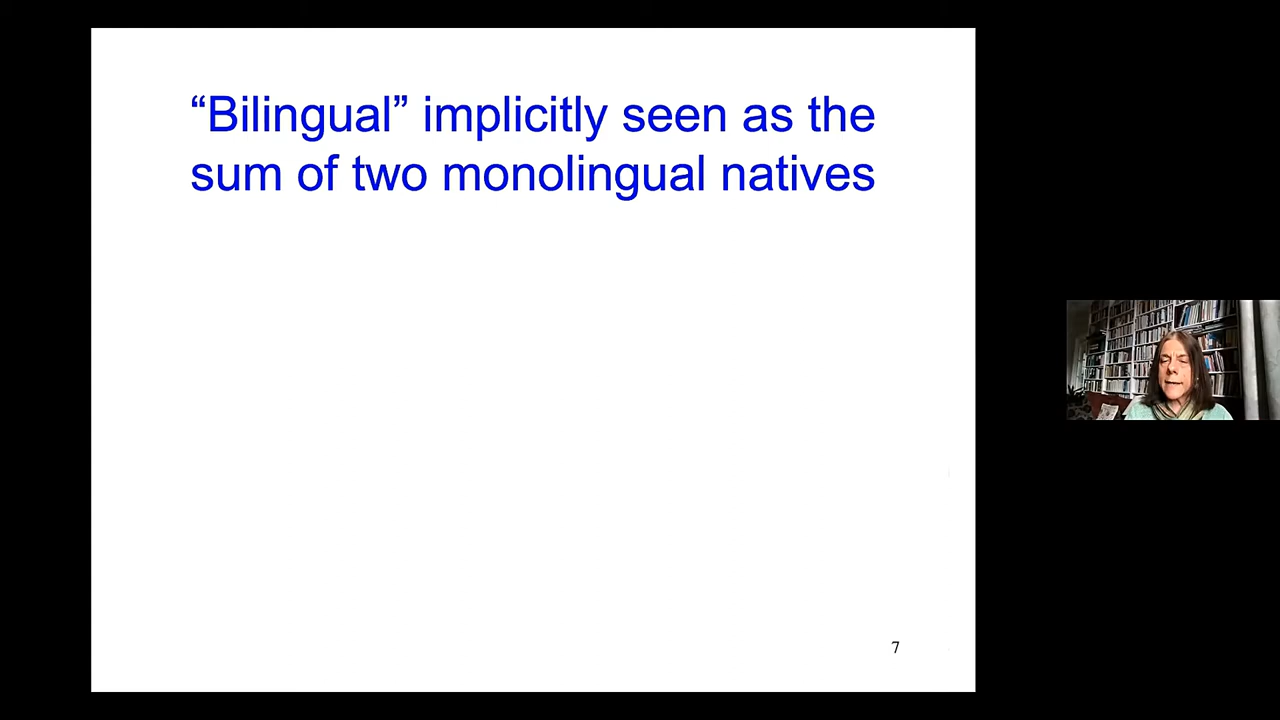 “Bilingual” implicitly seen as the
sum of two monolingual natives
7